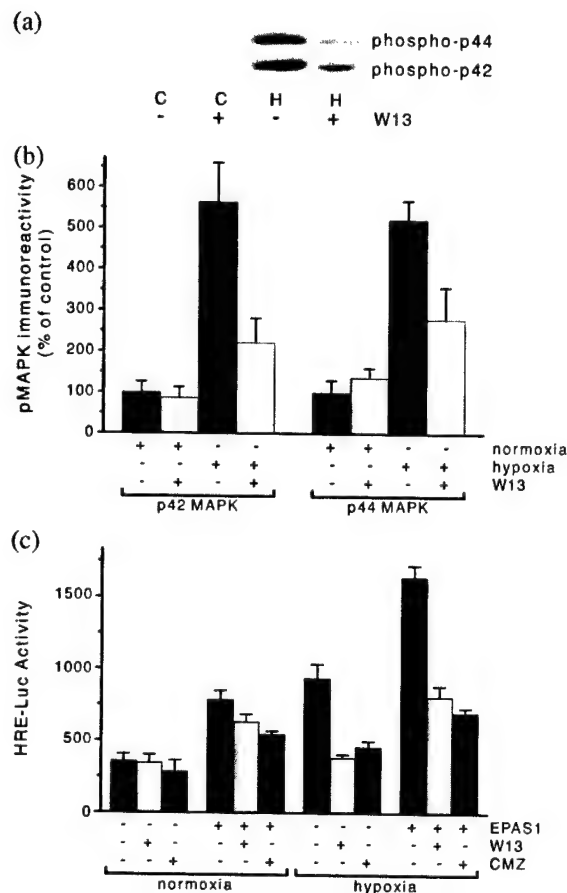 (a)
phospho-p44
phospho-p42
C C H H
- + - + W13
(b)
pMAPK immunoreactivity
(% of control)
600
500
400
300
200
100
0
+ + - - + + - - normoxia
- - + + - - + + hypoxia
- + - + - + - + W13
p42 MAPK p44 MAPK
(c)
HRE-Luc Activity
1500
1000
500
0
- - - + + + - - - + + + EPAS1
- + - - + - - + - - + - W13
- - + - - + - - + - - + CMZ
normoxia hypoxia